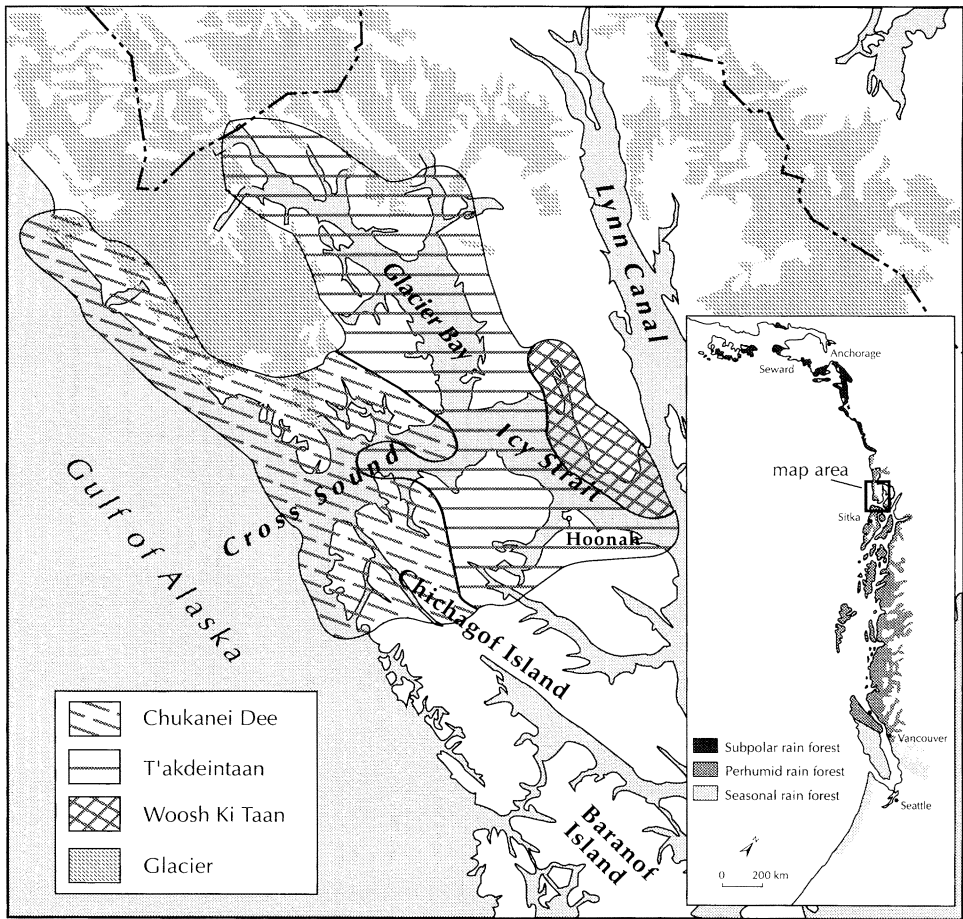 Lynn Canal
Glacier Bay
Icy Strait
Cross Sound
Hoonah
Gulf of Alaska
Chichagof Island
Baranof
Island
Chukanei Dee
T'akdeintaan
Woosh Ki Taan
Glacier
Anchorage
Seward
map area
Sitka
Vancouver
Seattle
Subpolar rain forest
Perhumid rain forest
Seasonal rain forest
N
0 200 km